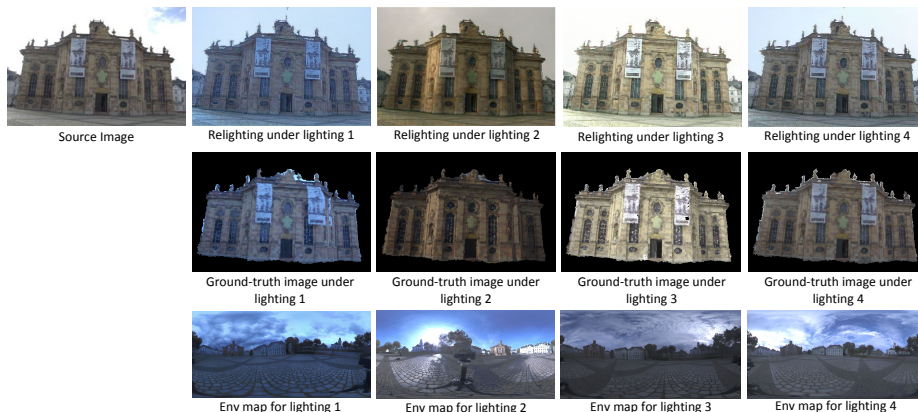 Source Image
Relighting under lighting 1
Relighting under lighting 2
Relighting under lighting 3
Relighting under lighting 4
Ground-truth image under
lighting 1
Ground-truth image under
lighting 2
Ground-truth image under
lighting 3
Ground-truth image under
lighting 4
Env map for lighting 1
Env map for lighting 2
Env map for lighting 3
Env map for lighting 4